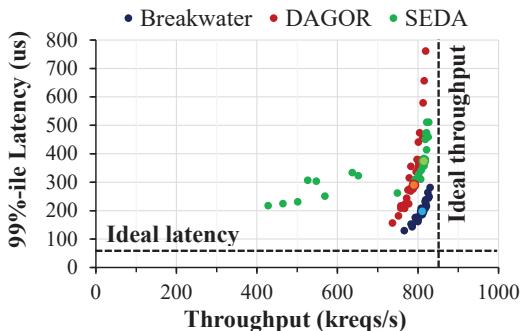 Breakwater DAGOR SEDA
800
700
600
500
400
300
200
100
0
99%-ile Latency (us)
Ideal latency
Ideal throughput
0 200 400 600 800 1000
Throughput (kreqs/s)